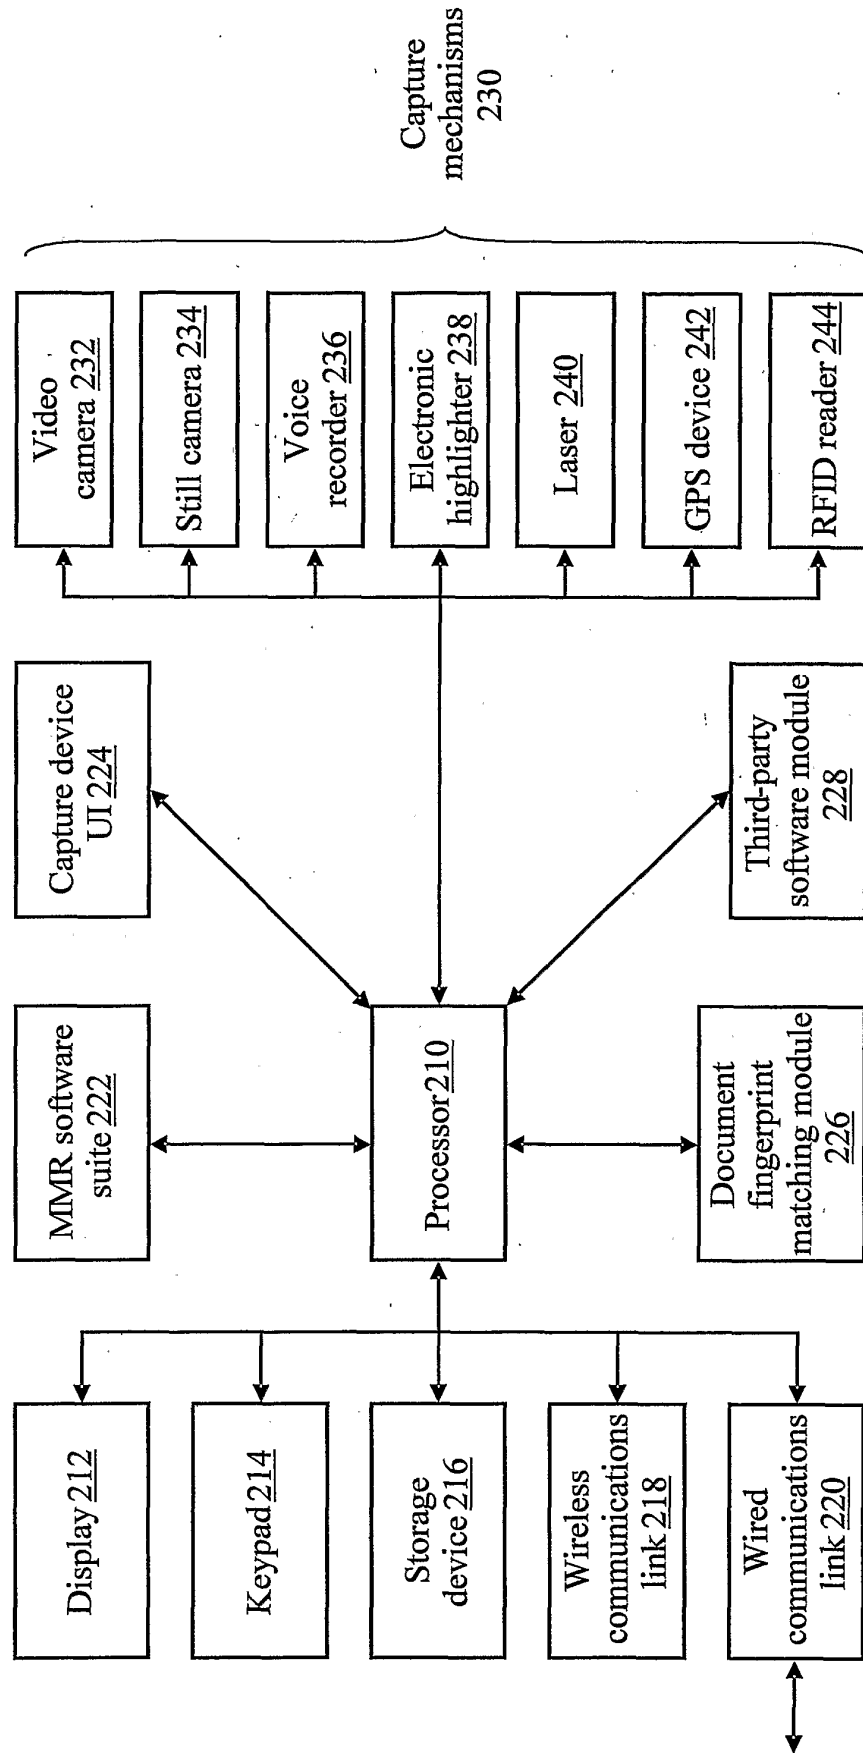 Display 212
Keypad 214
Storage
device 216
Wireless
communications
link 218
Wired
communications
link 220
MMR software
suite 222
Processor 210
Document
fingerprint
matching module
226
Capture device
UI 224
Third-party
software module
228
Video
camera 232
Still camera 234
Voice
recorder 236
Electronic
highlighter 238
Laser 240
GPS device 242
RFID reader 244
Capture
mechanisms
230